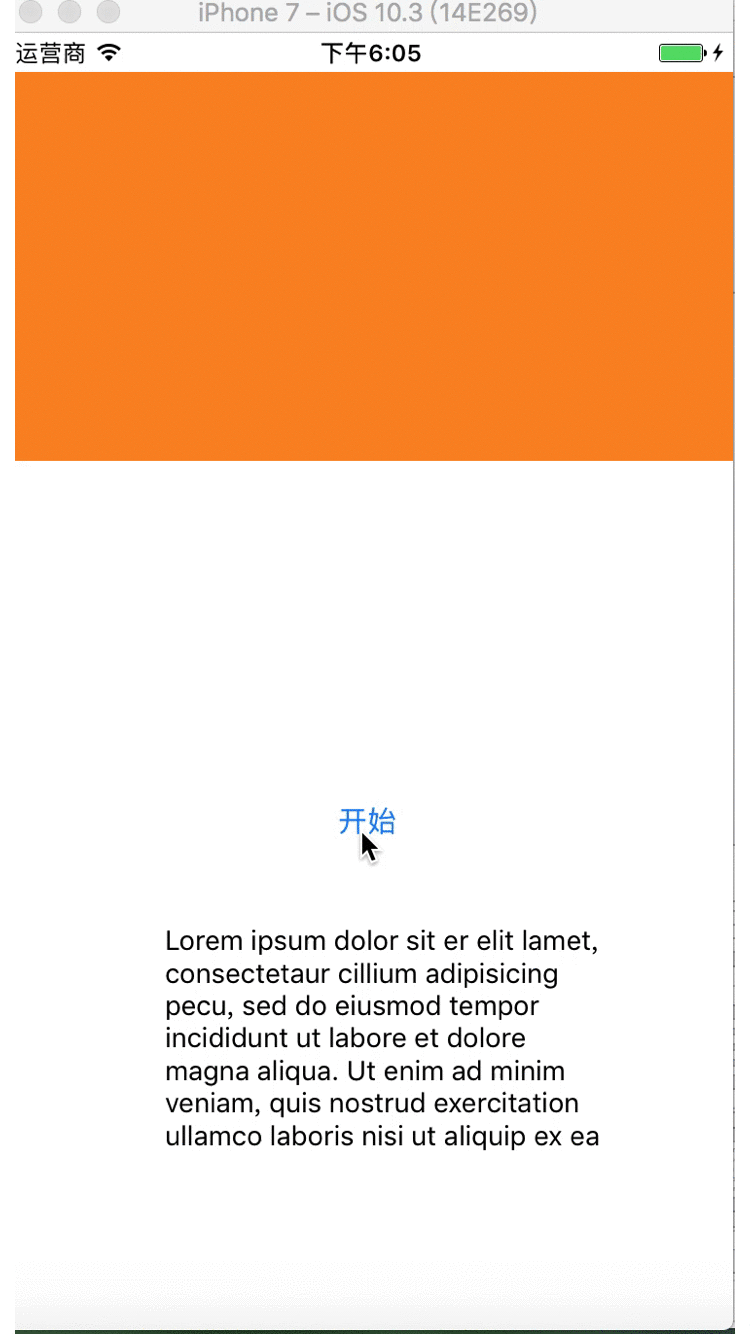 iPhone 7 – iOS 10.3 (14E269)
运营商 下午6:05
开始
Lorem ipsum dolor sit er elit lamet,
consectetaur cillium adipisicing
pecu, sed do eiusmod tempor
incididunt ut labore et dolore
magna aliqua. Ut enim ad minim
veniam, quis nostrud exercitation
ullamco laboris nisi ut aliquip ex ea